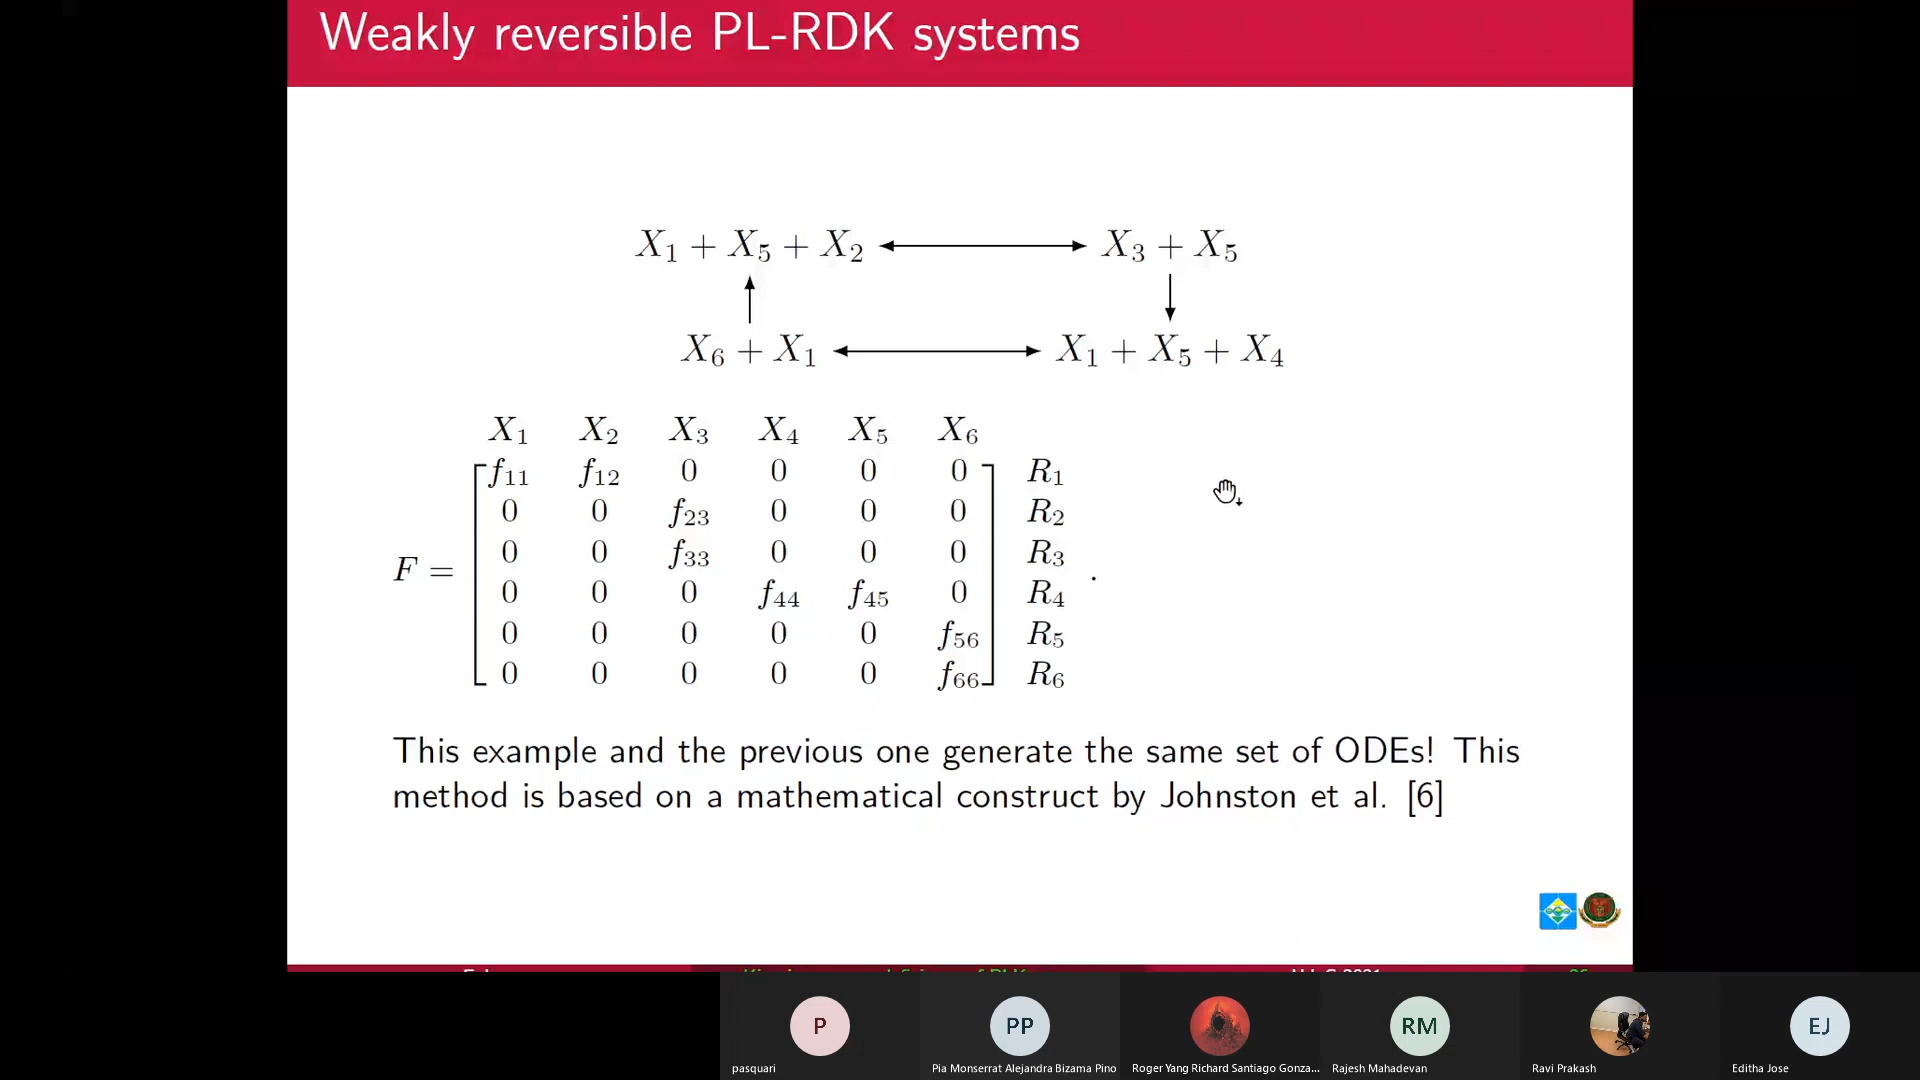 Weakly reversible PL-RDK systems
X₁ + X₅ + X₂ ⟷ X₃ + X₅
X₆ + X₁ ⟷ X₁ + X₅ + X₄
X₁ X₂ X₃ X₄ X₅ X₆
f₁₁ f₁₂ 0 0 0 0 R₁
0 0 f₂₃ 0 0 0 R₂
0 0 f₃₃ 0 0 0 R₃
F =
0 0 0 f₄₄ f₄₅ 0 R₄
0 0 0 0 0 f₅₆ R₅
0 0 0 0 0 f₆₆ R₆
.
This example and the previous one generate the same set of ODEs! This
method is based on a mathematical construct by Johnston et al. [6]
P PP RM EJ
pasquari Pia Monserrat Alejandra Bizama Pino Roger Yang Richard Santiago Gonza... Rajesh Mahadevan Ravi Prakash Editha Jose